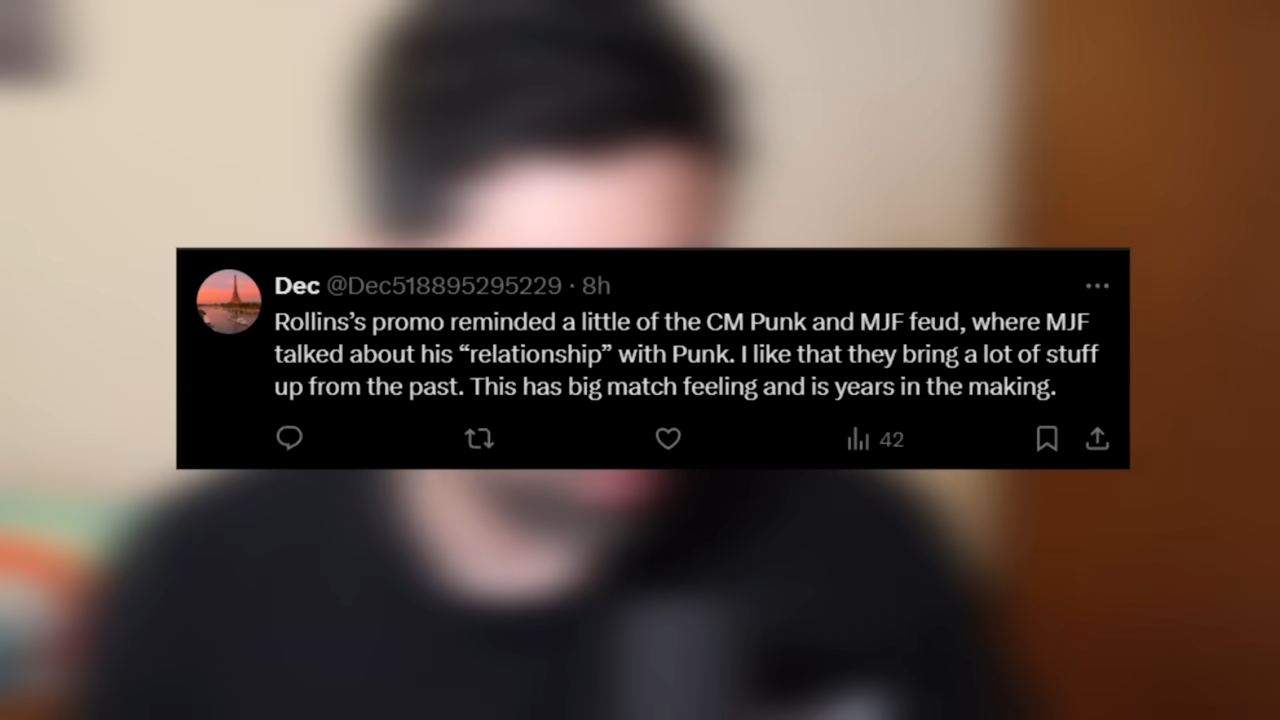 Dec @Dec518895295229 · 8h
Rollins’s promo reminded a little of the CM Punk and MJF feud, where MJF
talked about his “relationship” with Punk. I like that they bring a lot of stuff
up from the past. This has big match feeling and is years in the making.
42